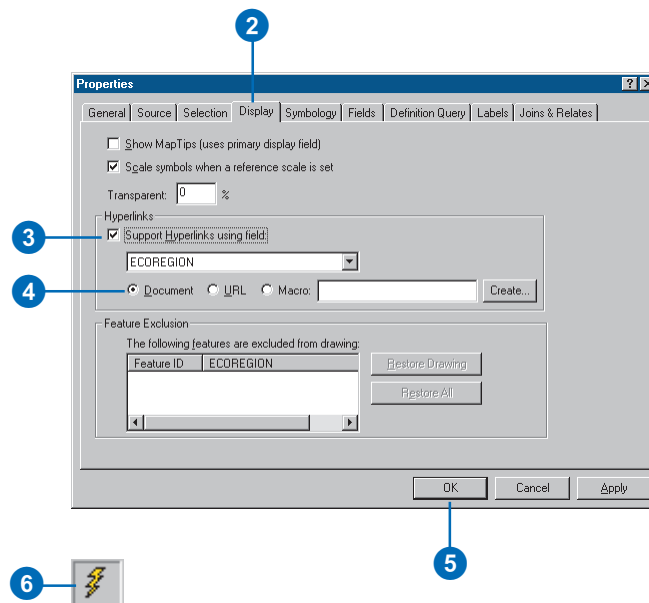 2
Properties
General Source Selection Display Symbology Fields Definition Query Labels Joins & Relates
Show MapTips (uses primary display field)
Scale symbols when a reference scale is set
Transparent: 0 %
Hyperlinks
3
Support Hyperlinks using field:
ECOREGION
4
Document URL Macro: Create...
Feature Exclusion
The following features are excluded from drawing:
Feature ID ECOREGION
Restore Drawing
Restore All
OK Cancel Apply
5
6